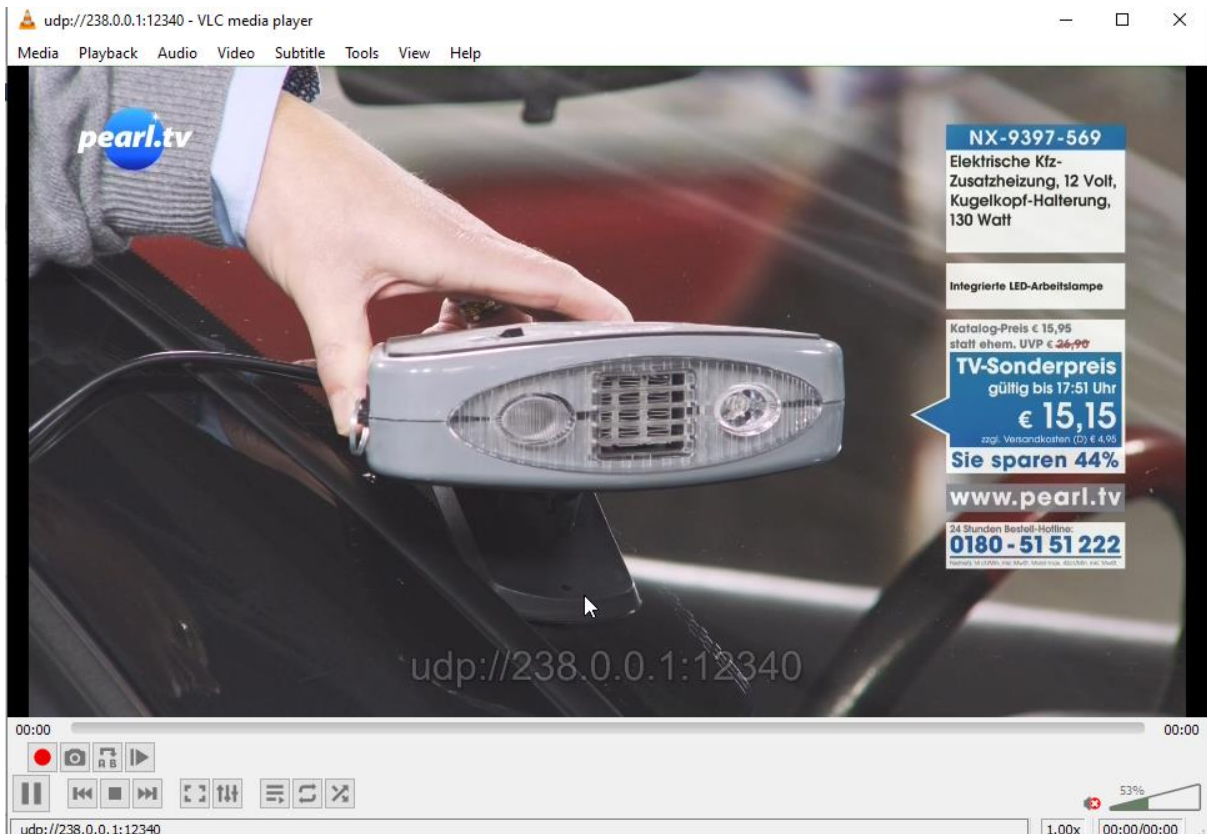 udp://238.0.0.1:12340 - VLC media player
Media Playback Audio Video Subtitle Tools View Help
pearl.tv
NX-9397-569
Elektrische Kfz-
Zusatzheizung, 12 Volt,
Kugelkopf-Halterung,
130 Watt
Integrierte LED-Arbeitslampe
Katalog-Preis € 15,95
statt ehem. UVP € 26,90
TV-Sonderpreis
gültig bis 17:51 Uhr
€ 15,15
zzgl. Versandkosten (D) € 4,95
Sie sparen 44%
www.pearl.tv
24 Stunden Bestell-Hotline:
0180 - 51 51 222
udp://238.0.0.1:12340
00:00 00:00
A B
53%
udp://238.0.0.1:12340 1.00x 00:00/00:00